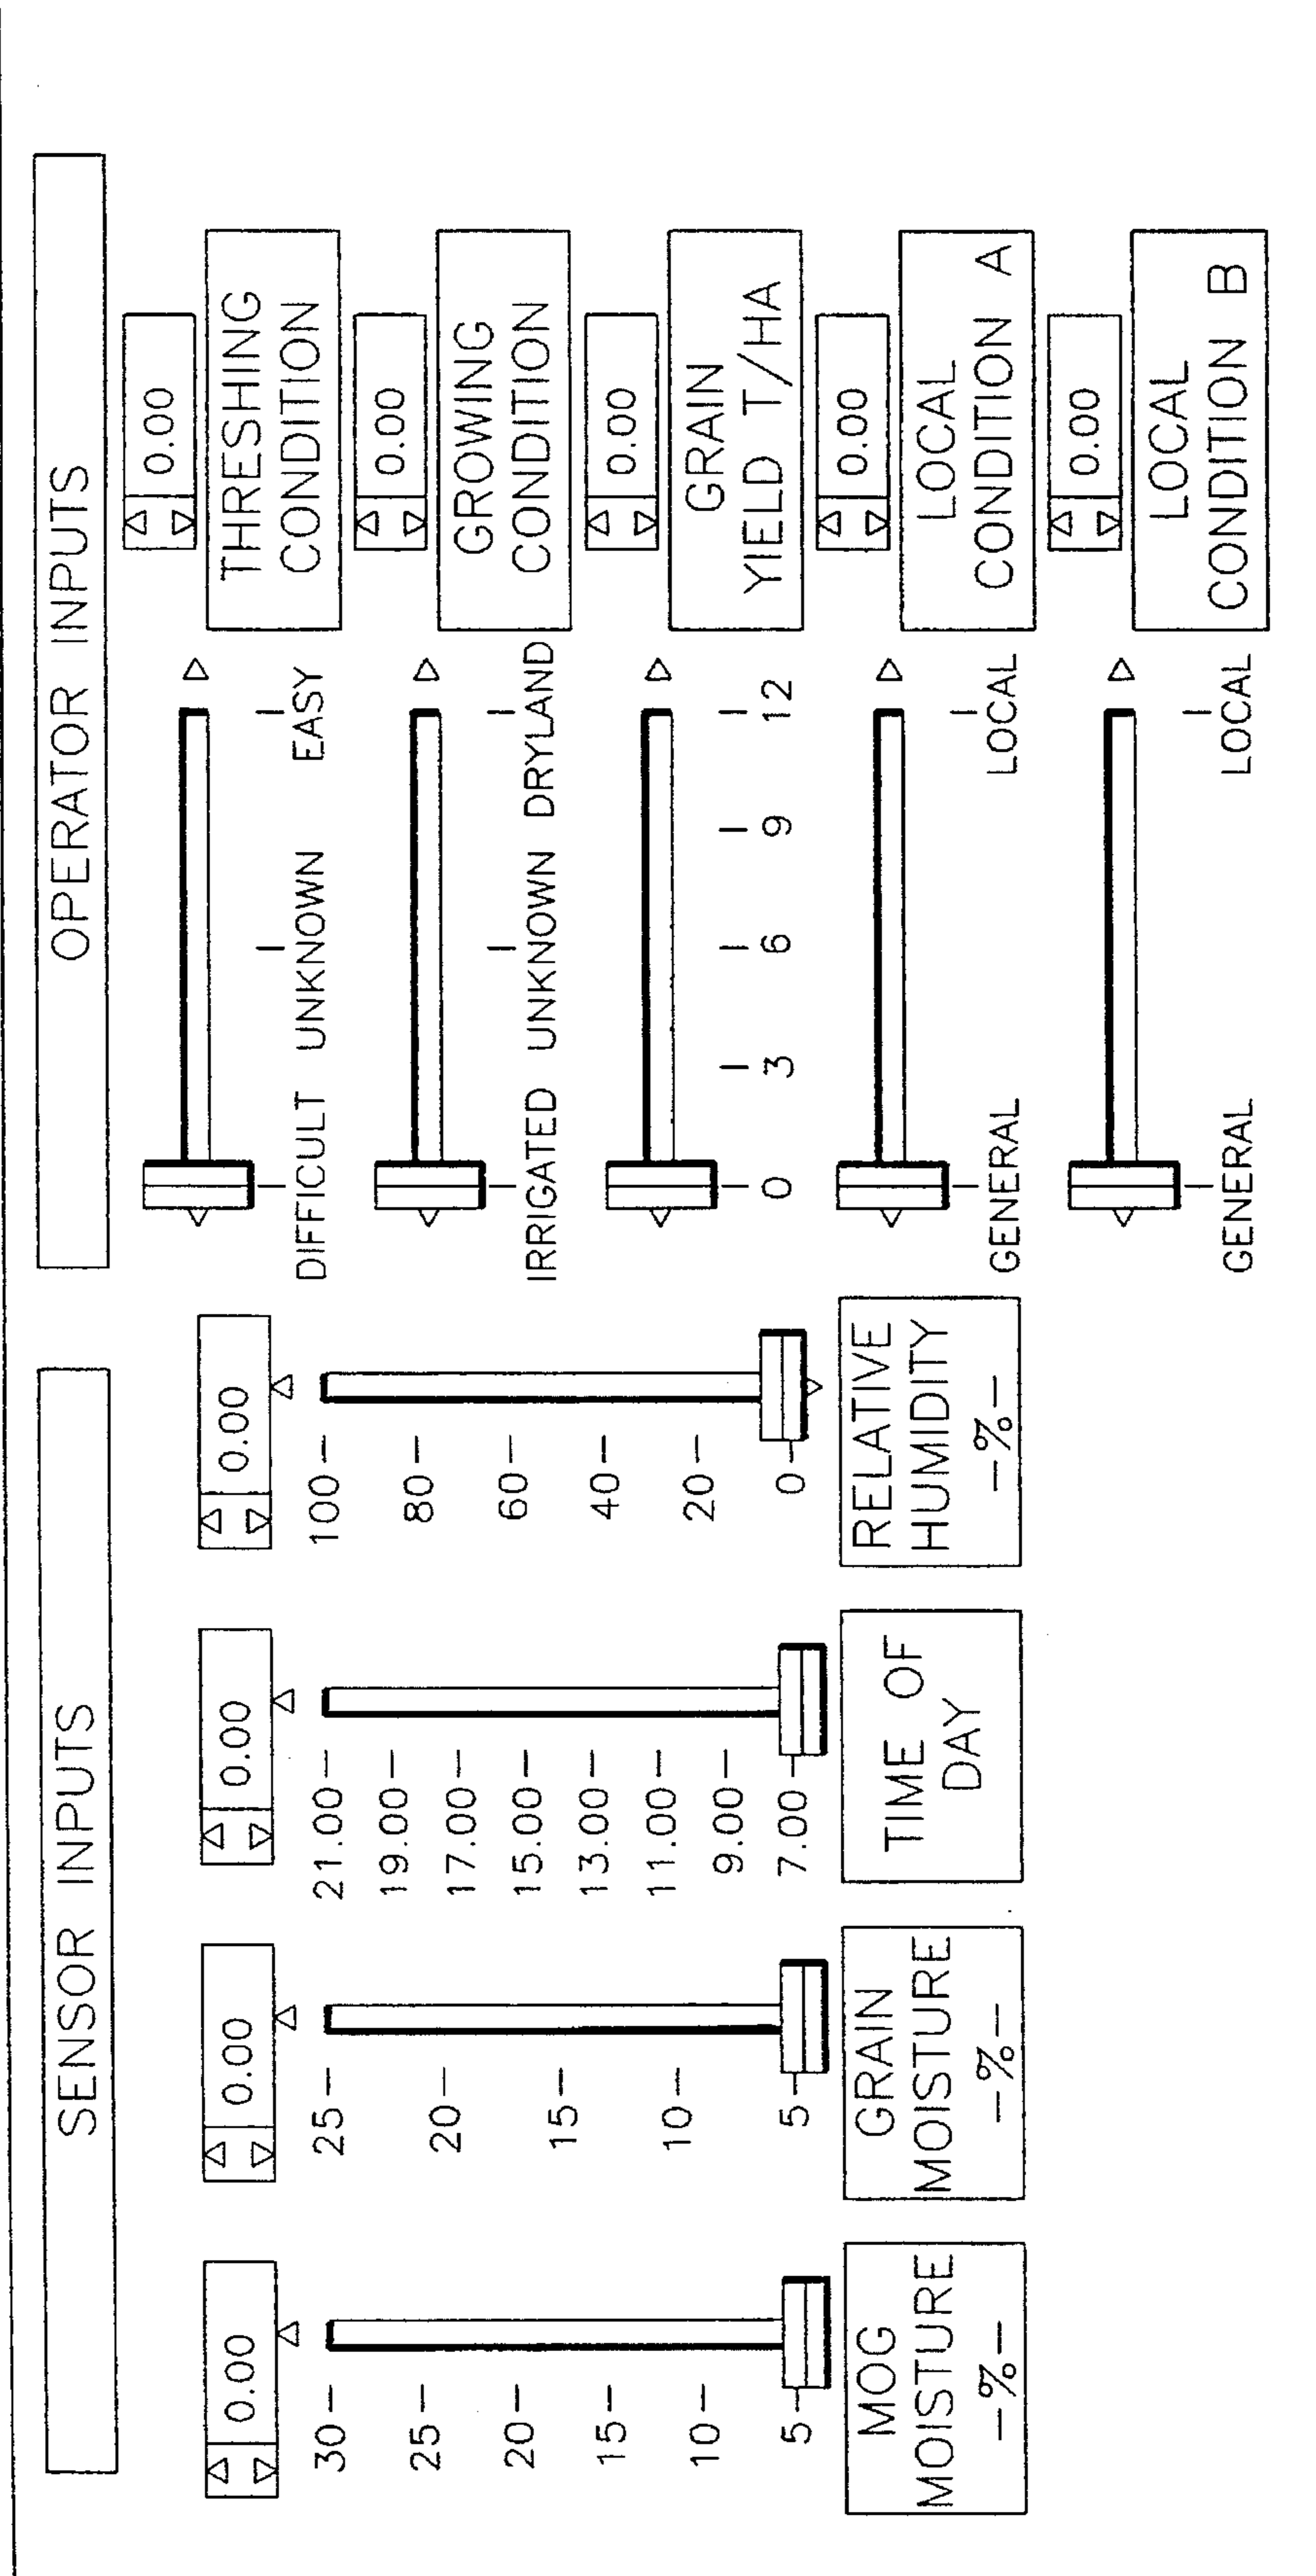 SENSOR INPUTS
0.00
30
25
20
15
10
5
MOG
MOISTURE
-%-
0.00
25
20
15
10
5
GRAIN
MOISTURE
-%-
0.00
21.00
19.00
17.00
15.00
13.00
11.00
9.00
7.00
TIME OF
DAY
0.00
100
80
60
40
20
0
RELATIVE
HUMIDITY
-%-
OPERATOR INPUTS
0.00
DIFFICULT UNKNOWN EASY
THRESHING
CONDITION
0.00
IRRIGATED UNKNOWN DRYLAND
GROWING
CONDITION
0.00
0 3 6 9 12
GRAIN
YIELD T/HA
0.00
GENERAL LOCAL
LOCAL
CONDITION A
0.00
GENERAL LOCAL
LOCAL
CONDITION B